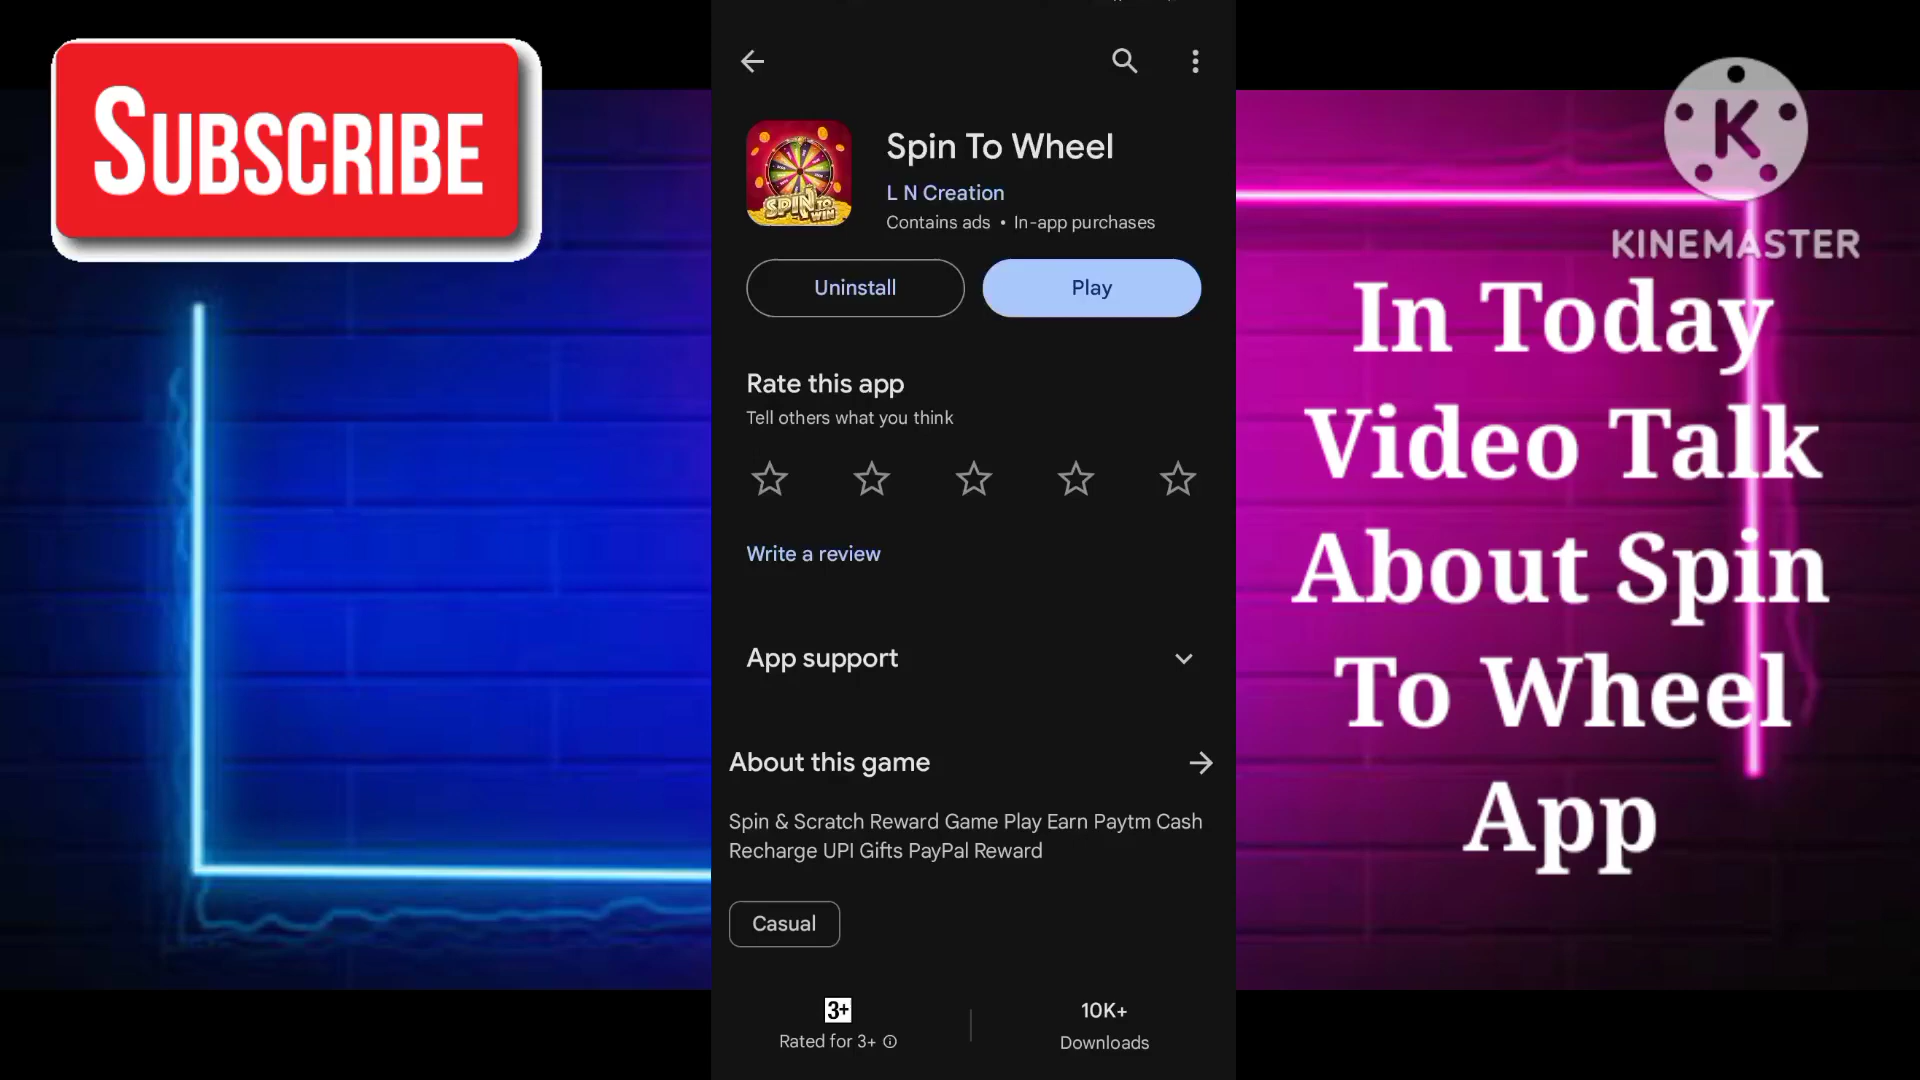 SUBSCRIBE
Spin To Wheel
L N Creation
Contains ads • In-app purchases
SPIN TO
WIN
Uninstall
Play
Rate this app
Tell others what you think
Write a review
App support
About this game
Spin & Scratch Reward Game Play Earn Paytm Cash
Recharge UPI Gifts PayPal Reward
Casual
3+
Rated for 3+
10K+
Downloads
K
KINEMASTER
In Today
Video Talk
About Spin
To Wheel
App